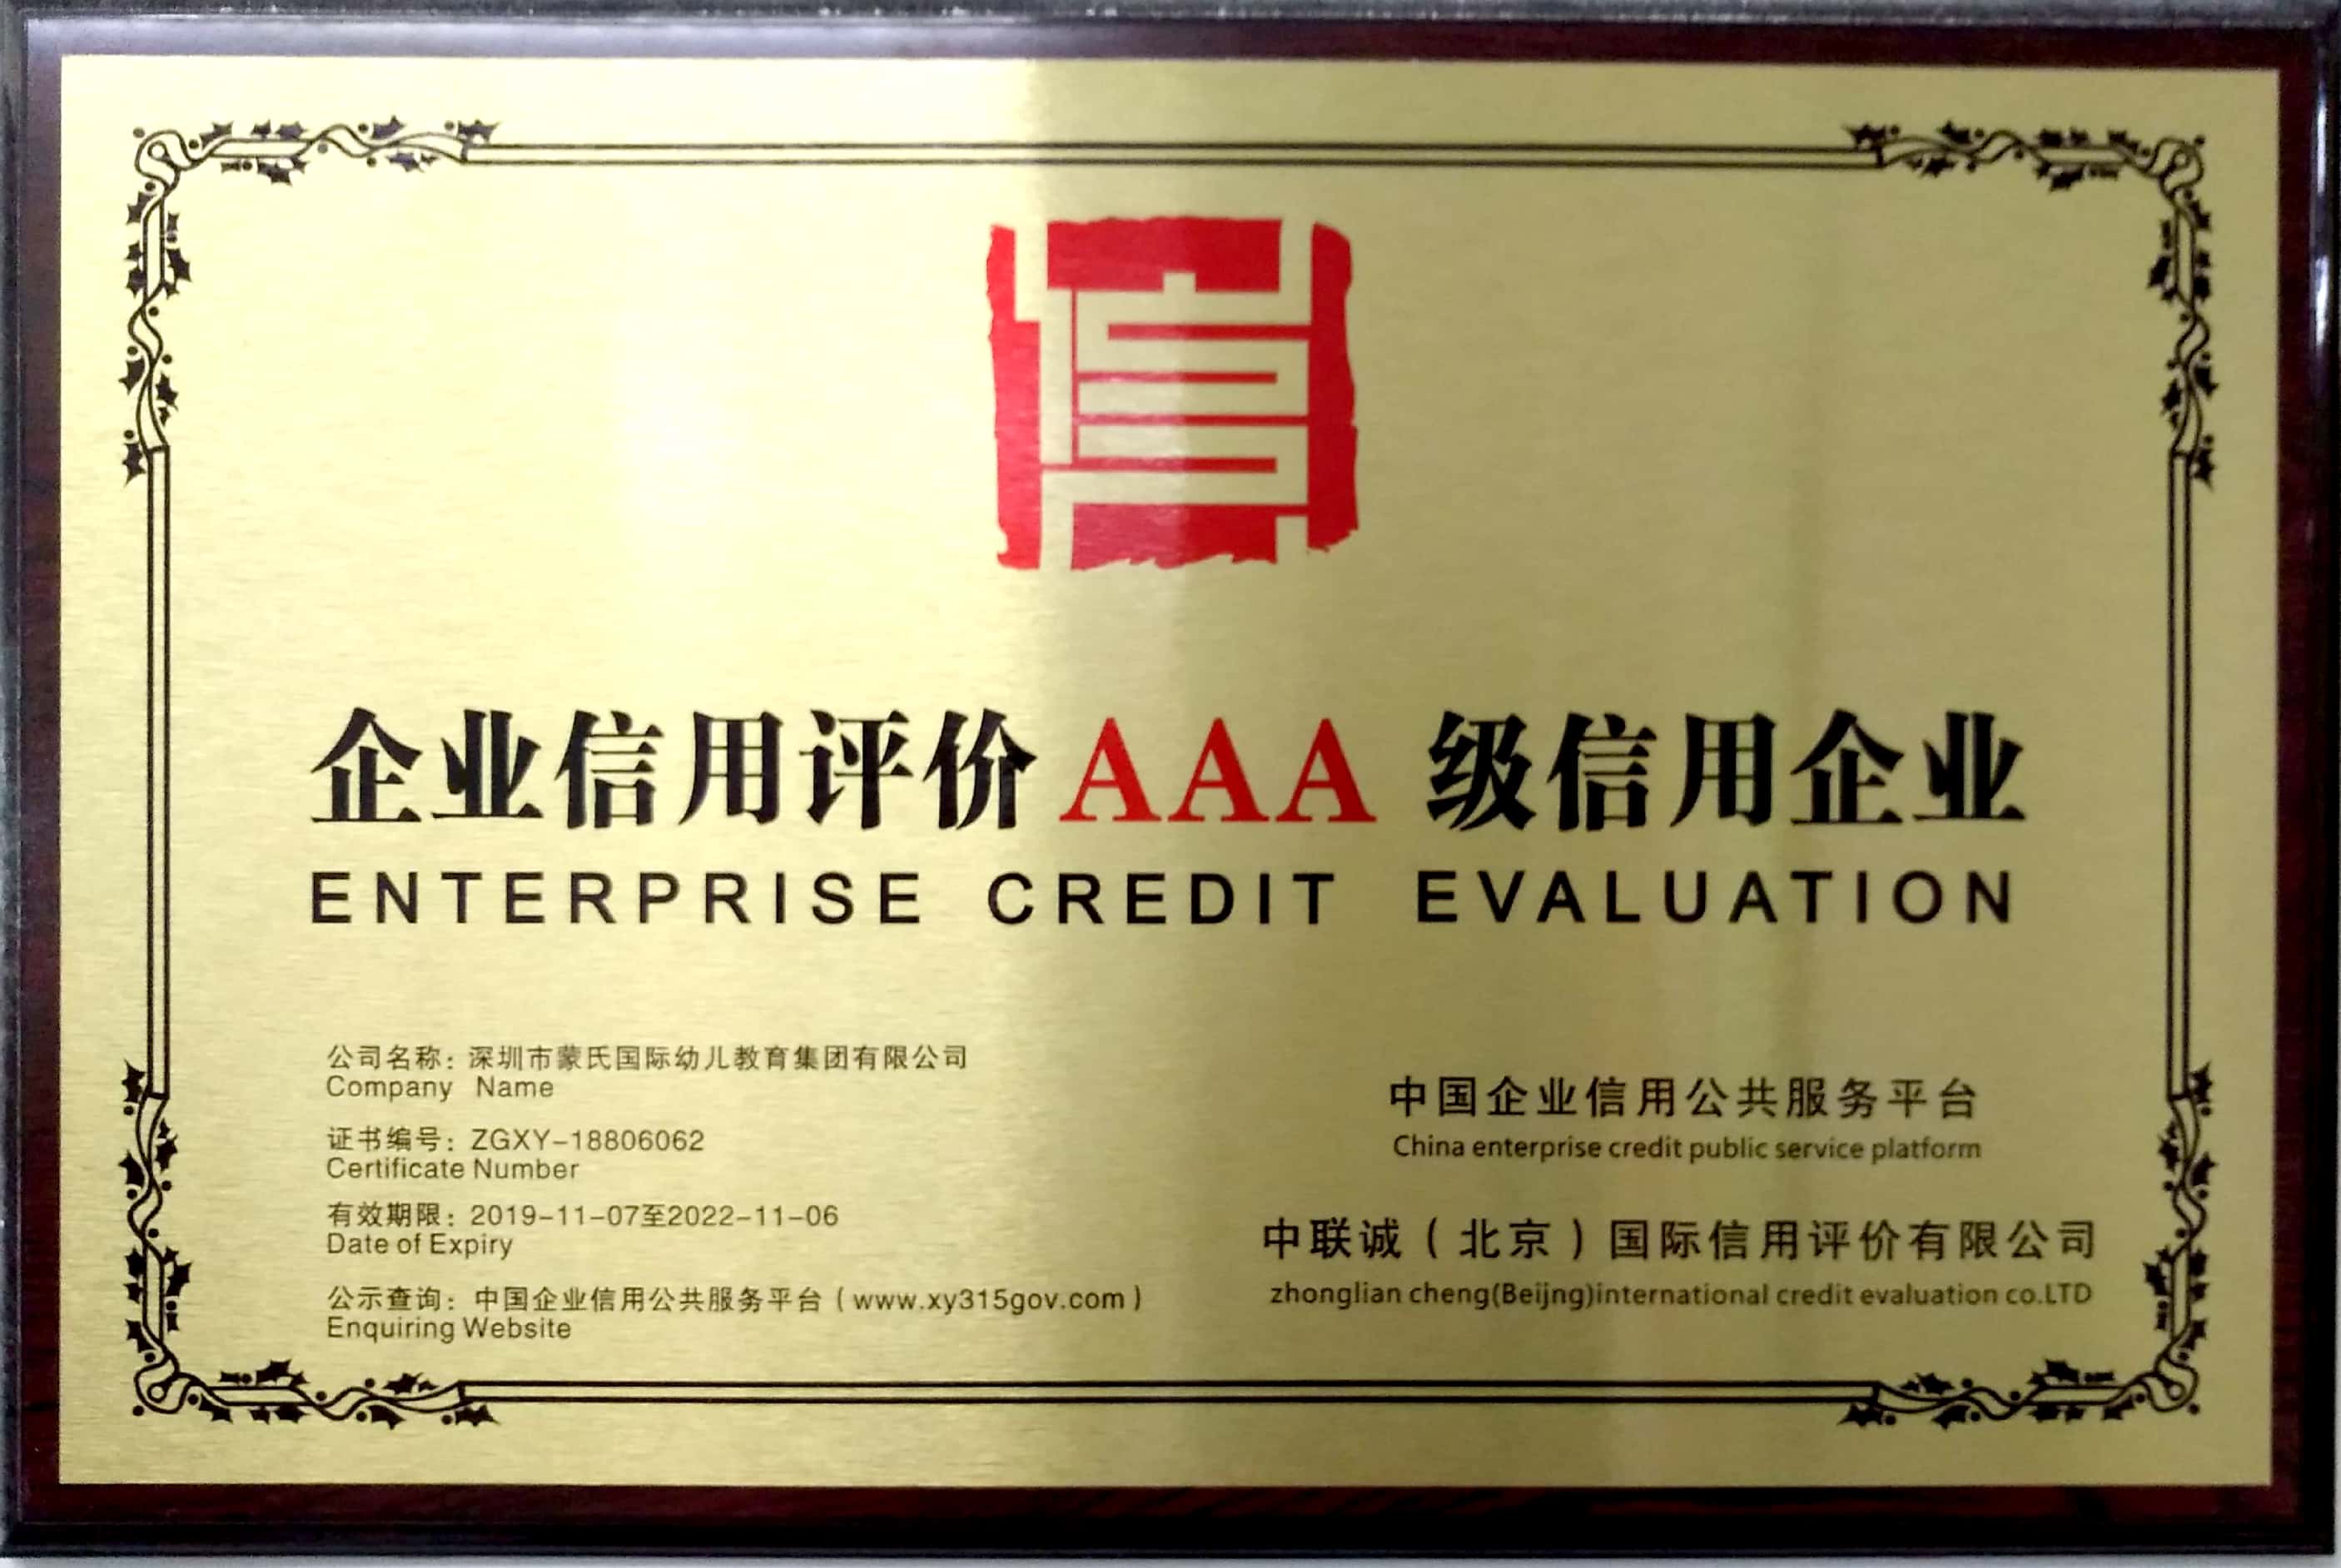 信
企业信用评价AAA级信用企业
ENTERPRISE CREDIT EVALUATION
公司名称：深圳市蒙氏国际幼儿教育集团有限公司
Company Name
证书编号：ZGXY-18806062
Certificate Number
有效期限：2019-11-07至2022-11-06
Date of Expiry
公示查询：中国企业信用公共服务平台（www.xy315gov.com）
Enquiring Website
中国企业信用公共服务平台
China enterprise credit public service platform
中联诚（北京）国际信用评价有限公司
zhonglian cheng(Beijng)international credit evaluation co.LTD